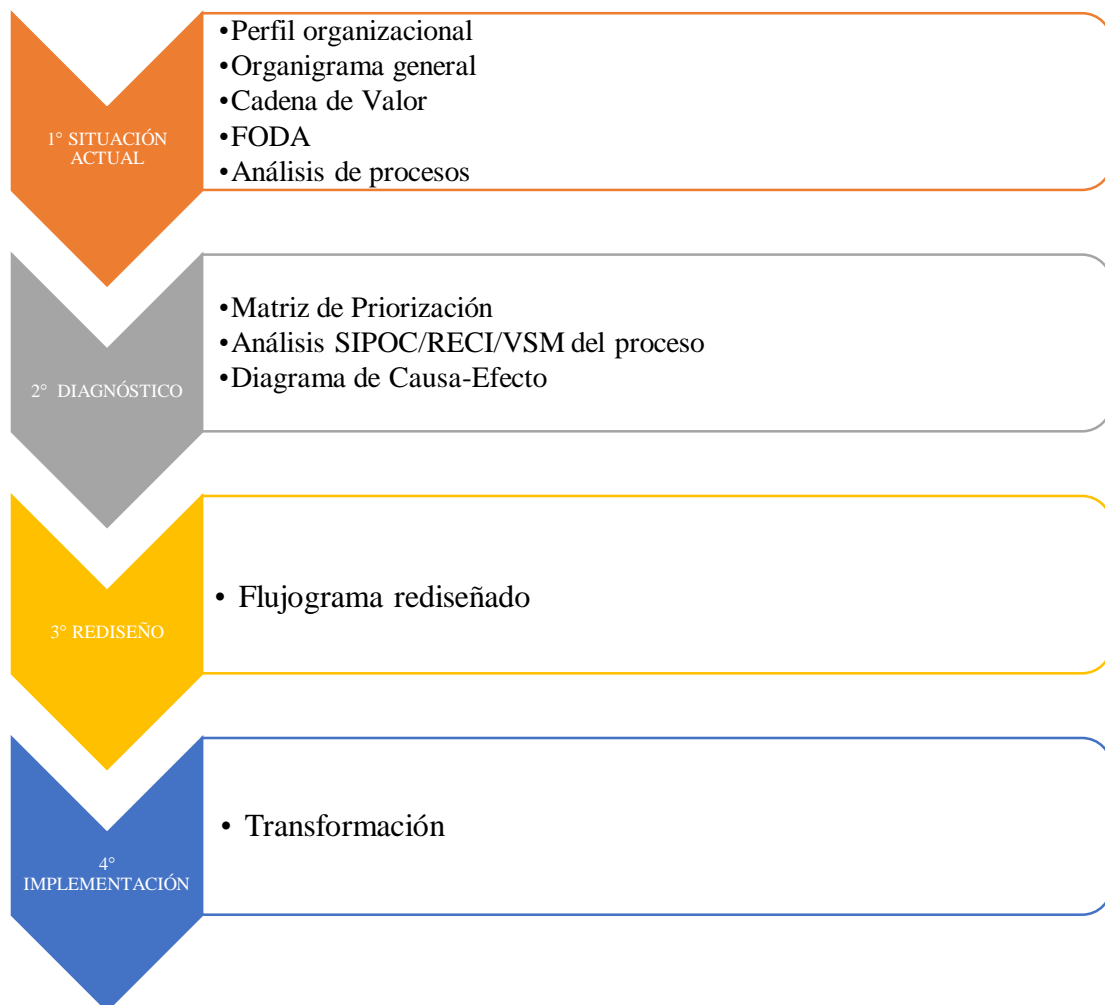 1° SITUACIÓN
ACTUAL
•Perfil organizacional
•Organigrama general
•Cadena de Valor
•FODA
•Análisis de procesos
2° DIAGNÓSTICO
•Matriz de Priorización
•Análisis SIPOC/RECI/VSM del proceso
•Diagrama de Causa-Efecto
3° REDISEÑO
• Flujograma rediseñado
4°
IMPLEMENTACIÓN
• Transformación